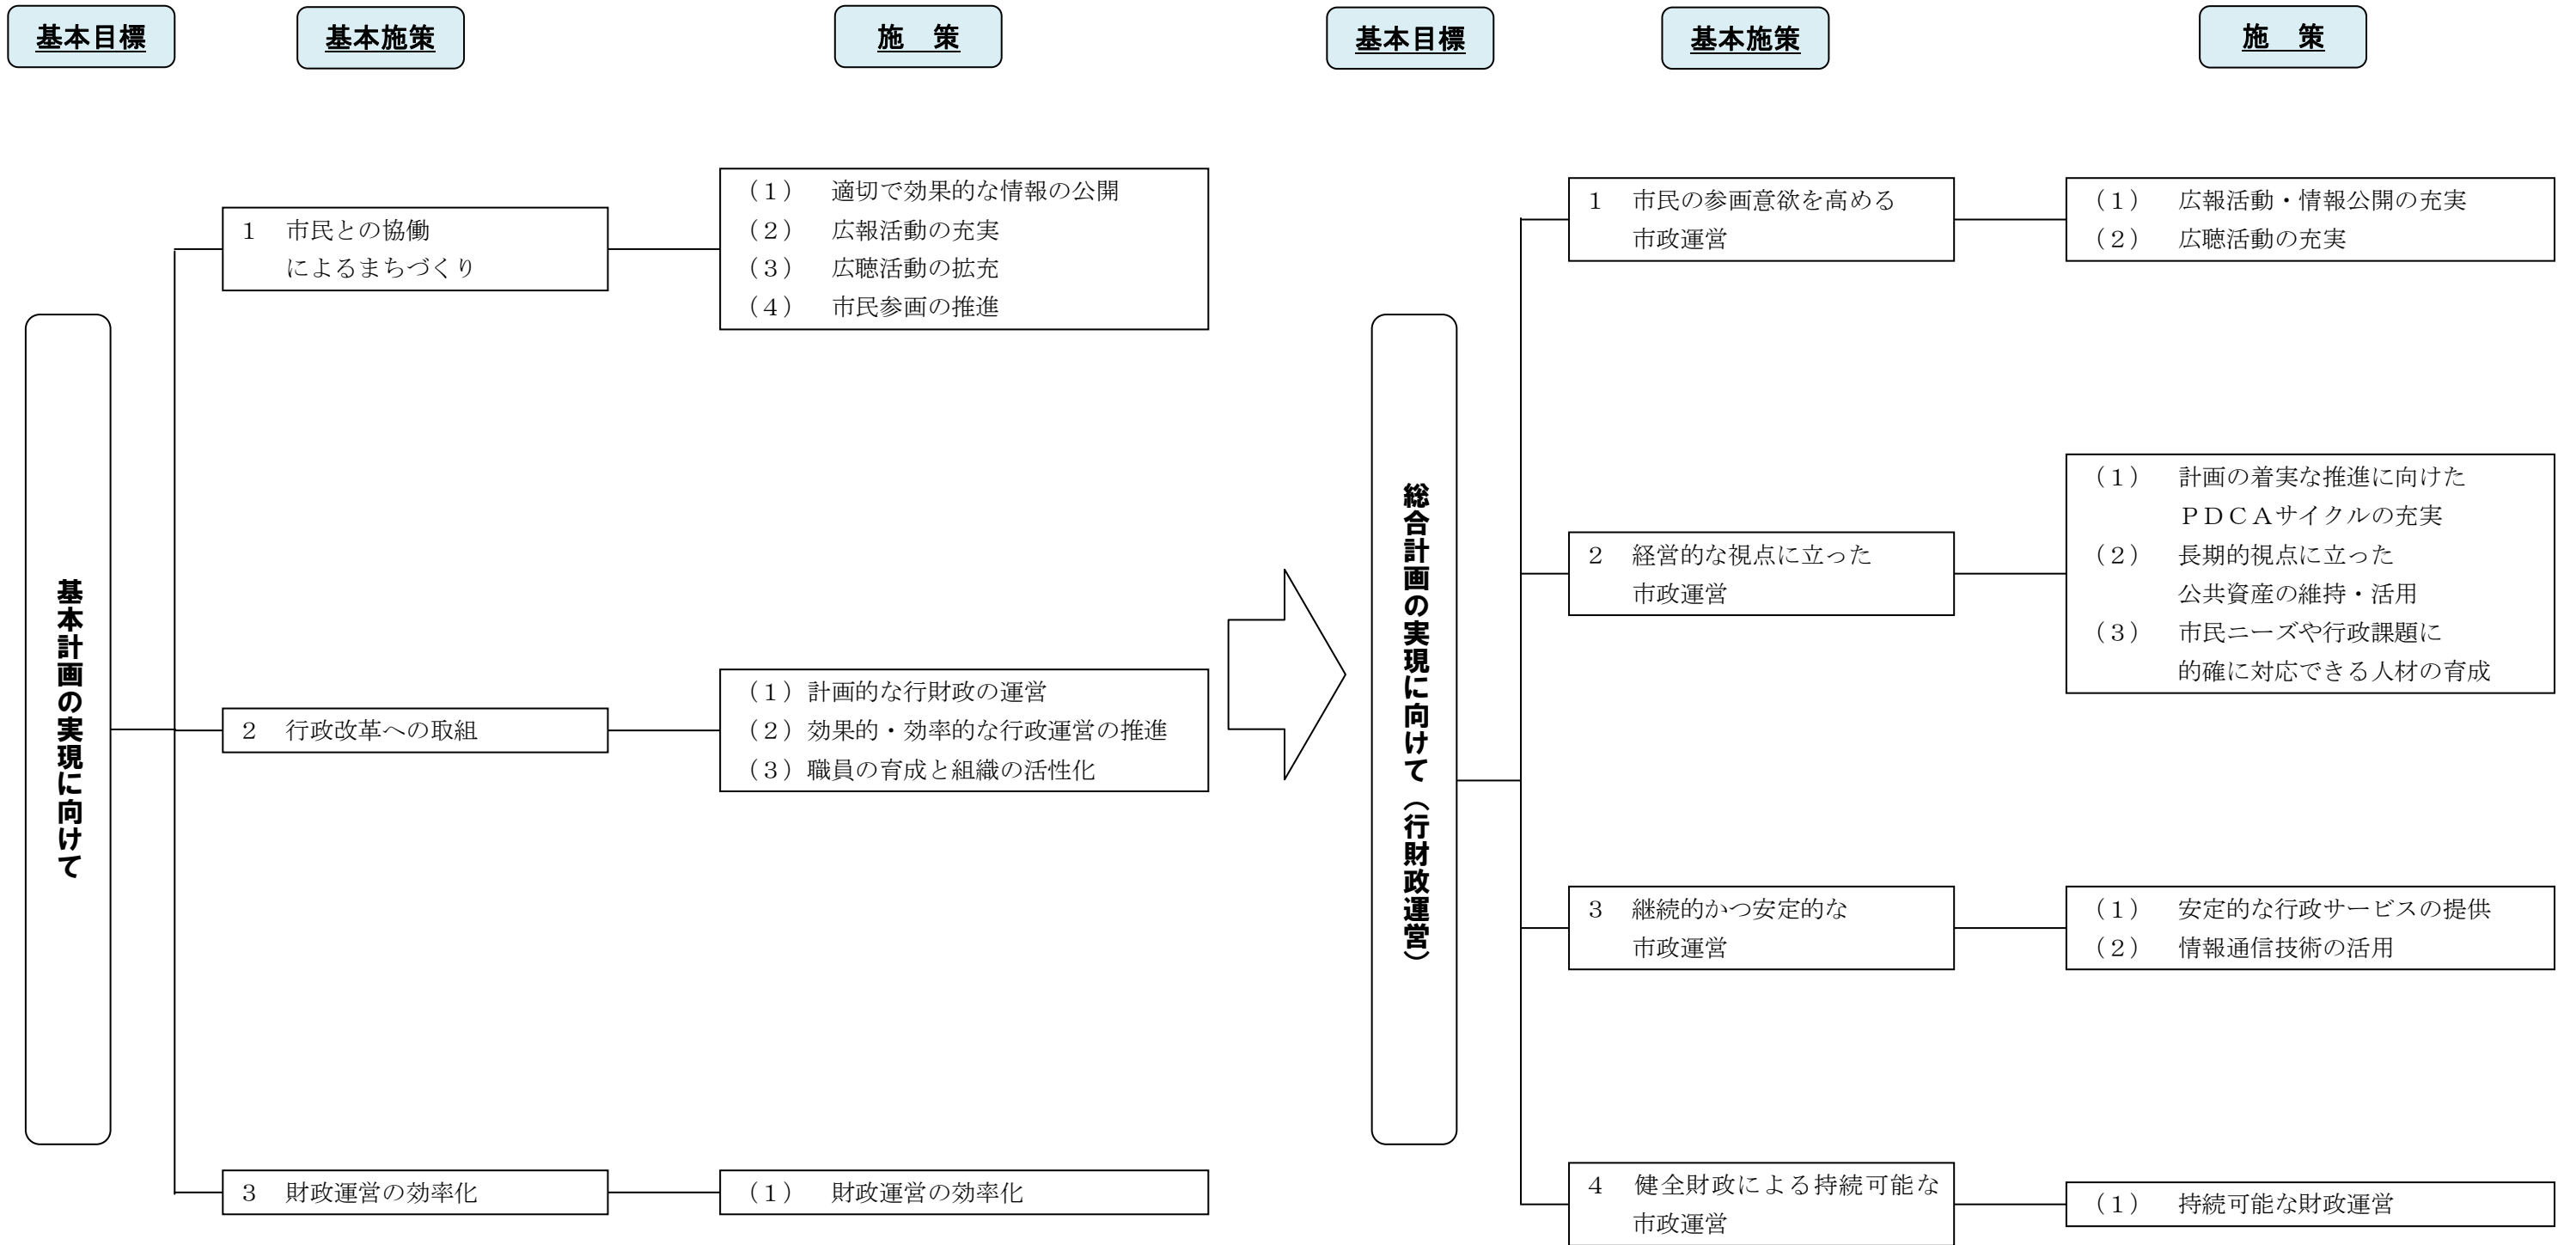 基本目標
基本施策
施　策
基本計画の実現に向けて
１　市民との協働
によるまちづくり
（１）　適切で効果的な情報の公開
（２）　広報活動の充実
（３）　広聴活動の拡充
（４）　市民参画の推進
２　行政改革への取組
（１）計画的な行財政の運営
（２）効果的・効率的な行政運営の推進
（３）職員の育成と組織の活性化
３　財政運営の効率化
（１）　財政運営の効率化
基本目標
基本施策
施　策
総合計画の実現に向けて（行財政運営）
１　市民の参画意欲を高める
市政運営
（１）　広報活動・情報公開の充実
（２）　広聴活動の充実
２　経営的な視点に立った
市政運営
（１）　計画の着実な推進に向けた
ＰＤＣＡサイクルの充実
（２）　長期的視点に立った
公共資産の維持・活用
（３）　市民ニーズや行政課題に
的確に対応できる人材の育成
３　継続的かつ安定的な
市政運営
（１）　安定的な行政サービスの提供
（２）　情報通信技術の活用
４　健全財政による持続可能な
市政運営
（１）　持続可能な財政運営